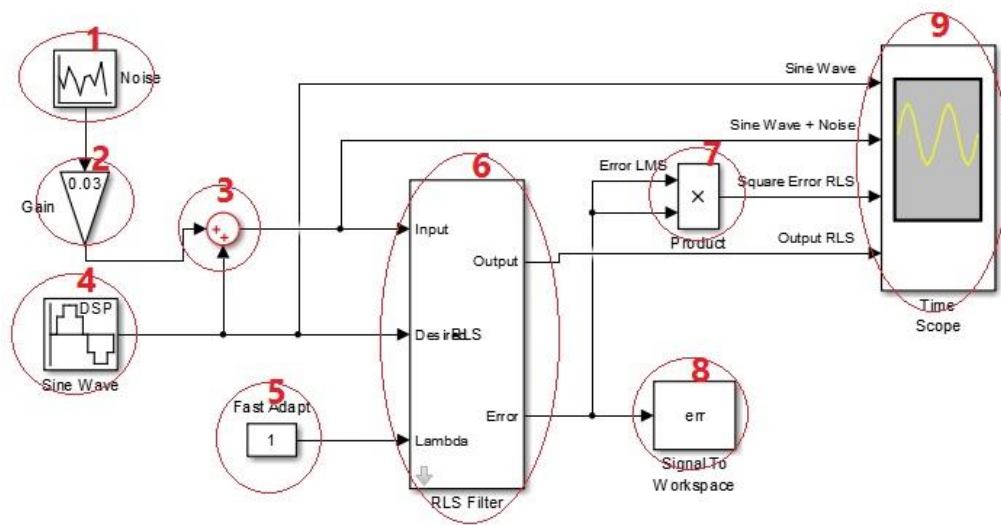 1
Noise
2
0.03
Gain
3
+
+
4
DSP
Sine Wave
5
Fast Adapt
1
6
Input
Output
Desired
RLS
Error
Lambda
RLS Filter
Error LMS
7
×
Product
8
err
Signal To
Workspace
Sine Wave
Sine Wave + Noise
Square Error RLS
Output RLS
9
Time
Scope